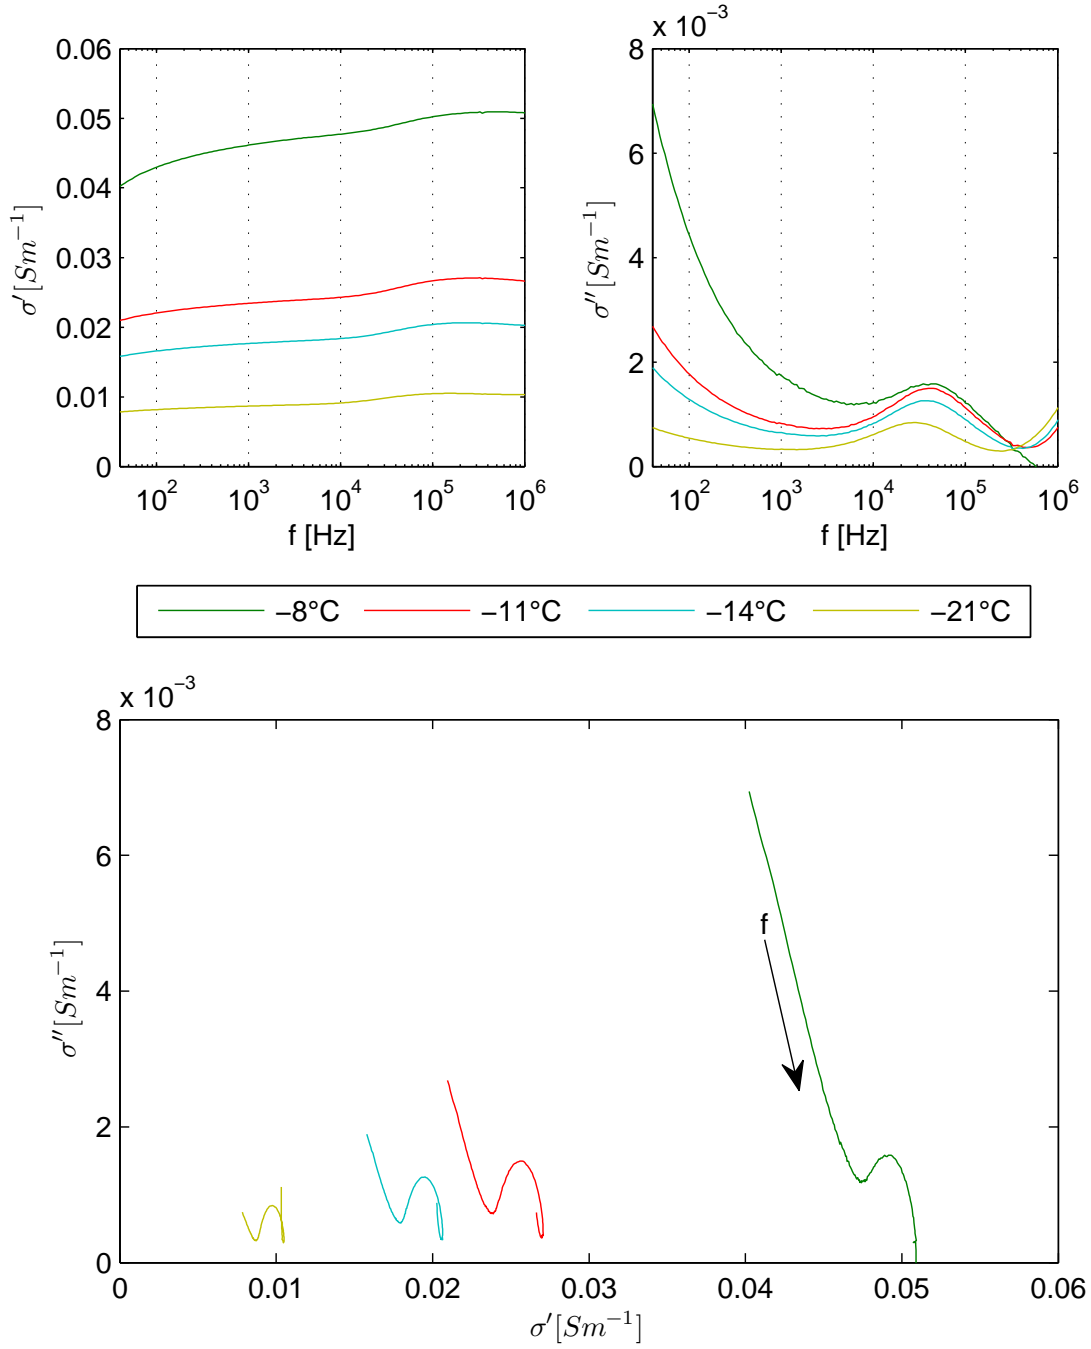 x 10⁻³
0.06
0.05
0.04
0.03
0.02
0.01
0
σ′[Sm⁻¹]
10² 10³ 10⁴ 10⁵ 10⁶
f [Hz]
8
6
4
2
0
σ″[Sm⁻¹]
10² 10³ 10⁴ 10⁵ 10⁶
f [Hz]
−8°C −11°C −14°C −21°C
x 10⁻³
8
6
4
2
0
σ″[Sm⁻¹]
f
0 0.01 0.02 0.03 0.04 0.05 0.06
σ′[Sm⁻¹]